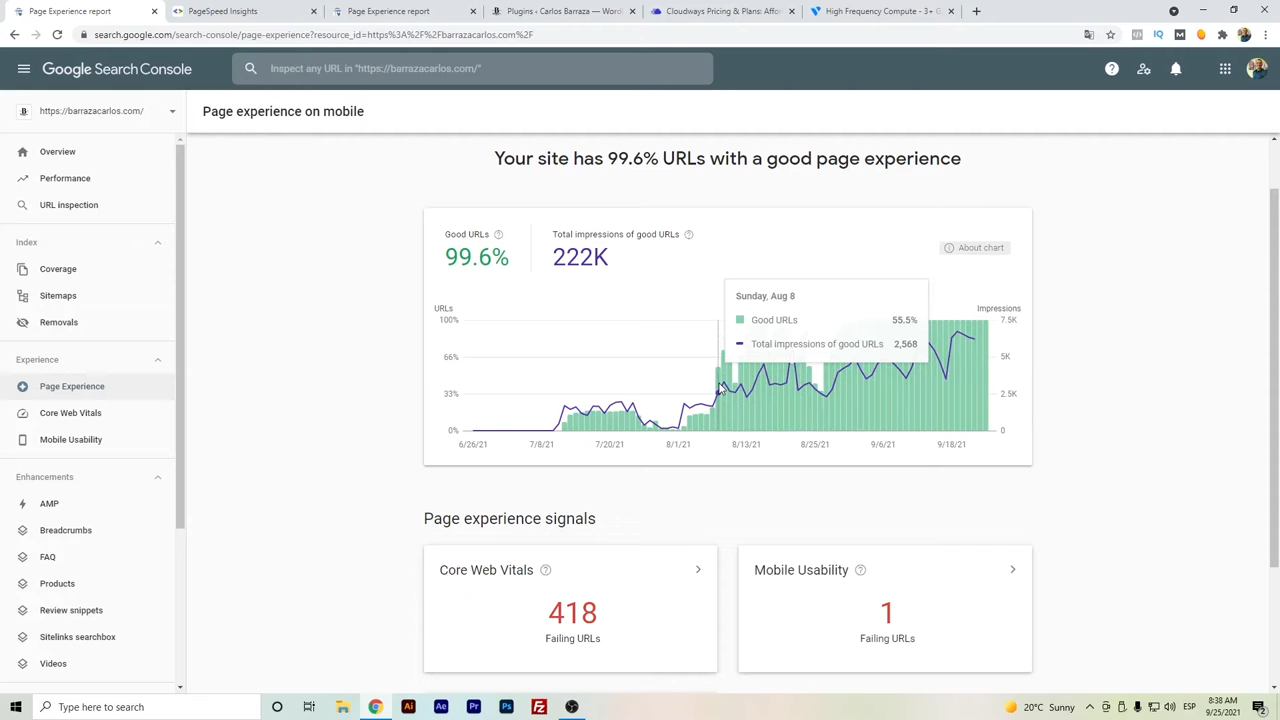 Page Experience report
PageSpeed Insights
Page Experience report
Plugins ‹ Carlos Barraza — Word
Cloudways Pricing & Plans: Affor
High Frequency Compute - 3+ G
search.google.com/search-console/page-experience?resource_id=https%3A%2F%2Fbarrazacarlos.com%2F
Google Search Console
Inspect any URL in "https://barrazacarlos.com/"
https://barrazacarlos.com/
Page experience on mobile
Overview
Performance
URL inspection
Index
Coverage
Sitemaps
Removals
Experience
Page Experience
Core Web Vitals
Mobile Usability
Enhancements
AMP
Breadcrumbs
FAQ
Products
Review snippets
Sitelinks searchbox
Videos
Your site has 99.6% URLs with a good page experience
Good URLs
99.6%
Total impressions of good URLs
222K
About chart
URLs
Impressions
100%
66%
33%
0%
7.5K
5K
2.5K
0
Sunday, Aug 8
Good URLs 55.5%
Total impressions of good URLs 2,568
6/26/21 7/8/21 7/20/21 8/1/21 8/13/21 8/25/21 9/6/21 9/18/21
Page experience signals
Core Web Vitals
418
Failing URLs
Mobile Usability
1
Failing URLs
Type here to search
Ai
Ae
Pr
Ps
20°C Sunny
ESP
8:38 AM
9/25/2021